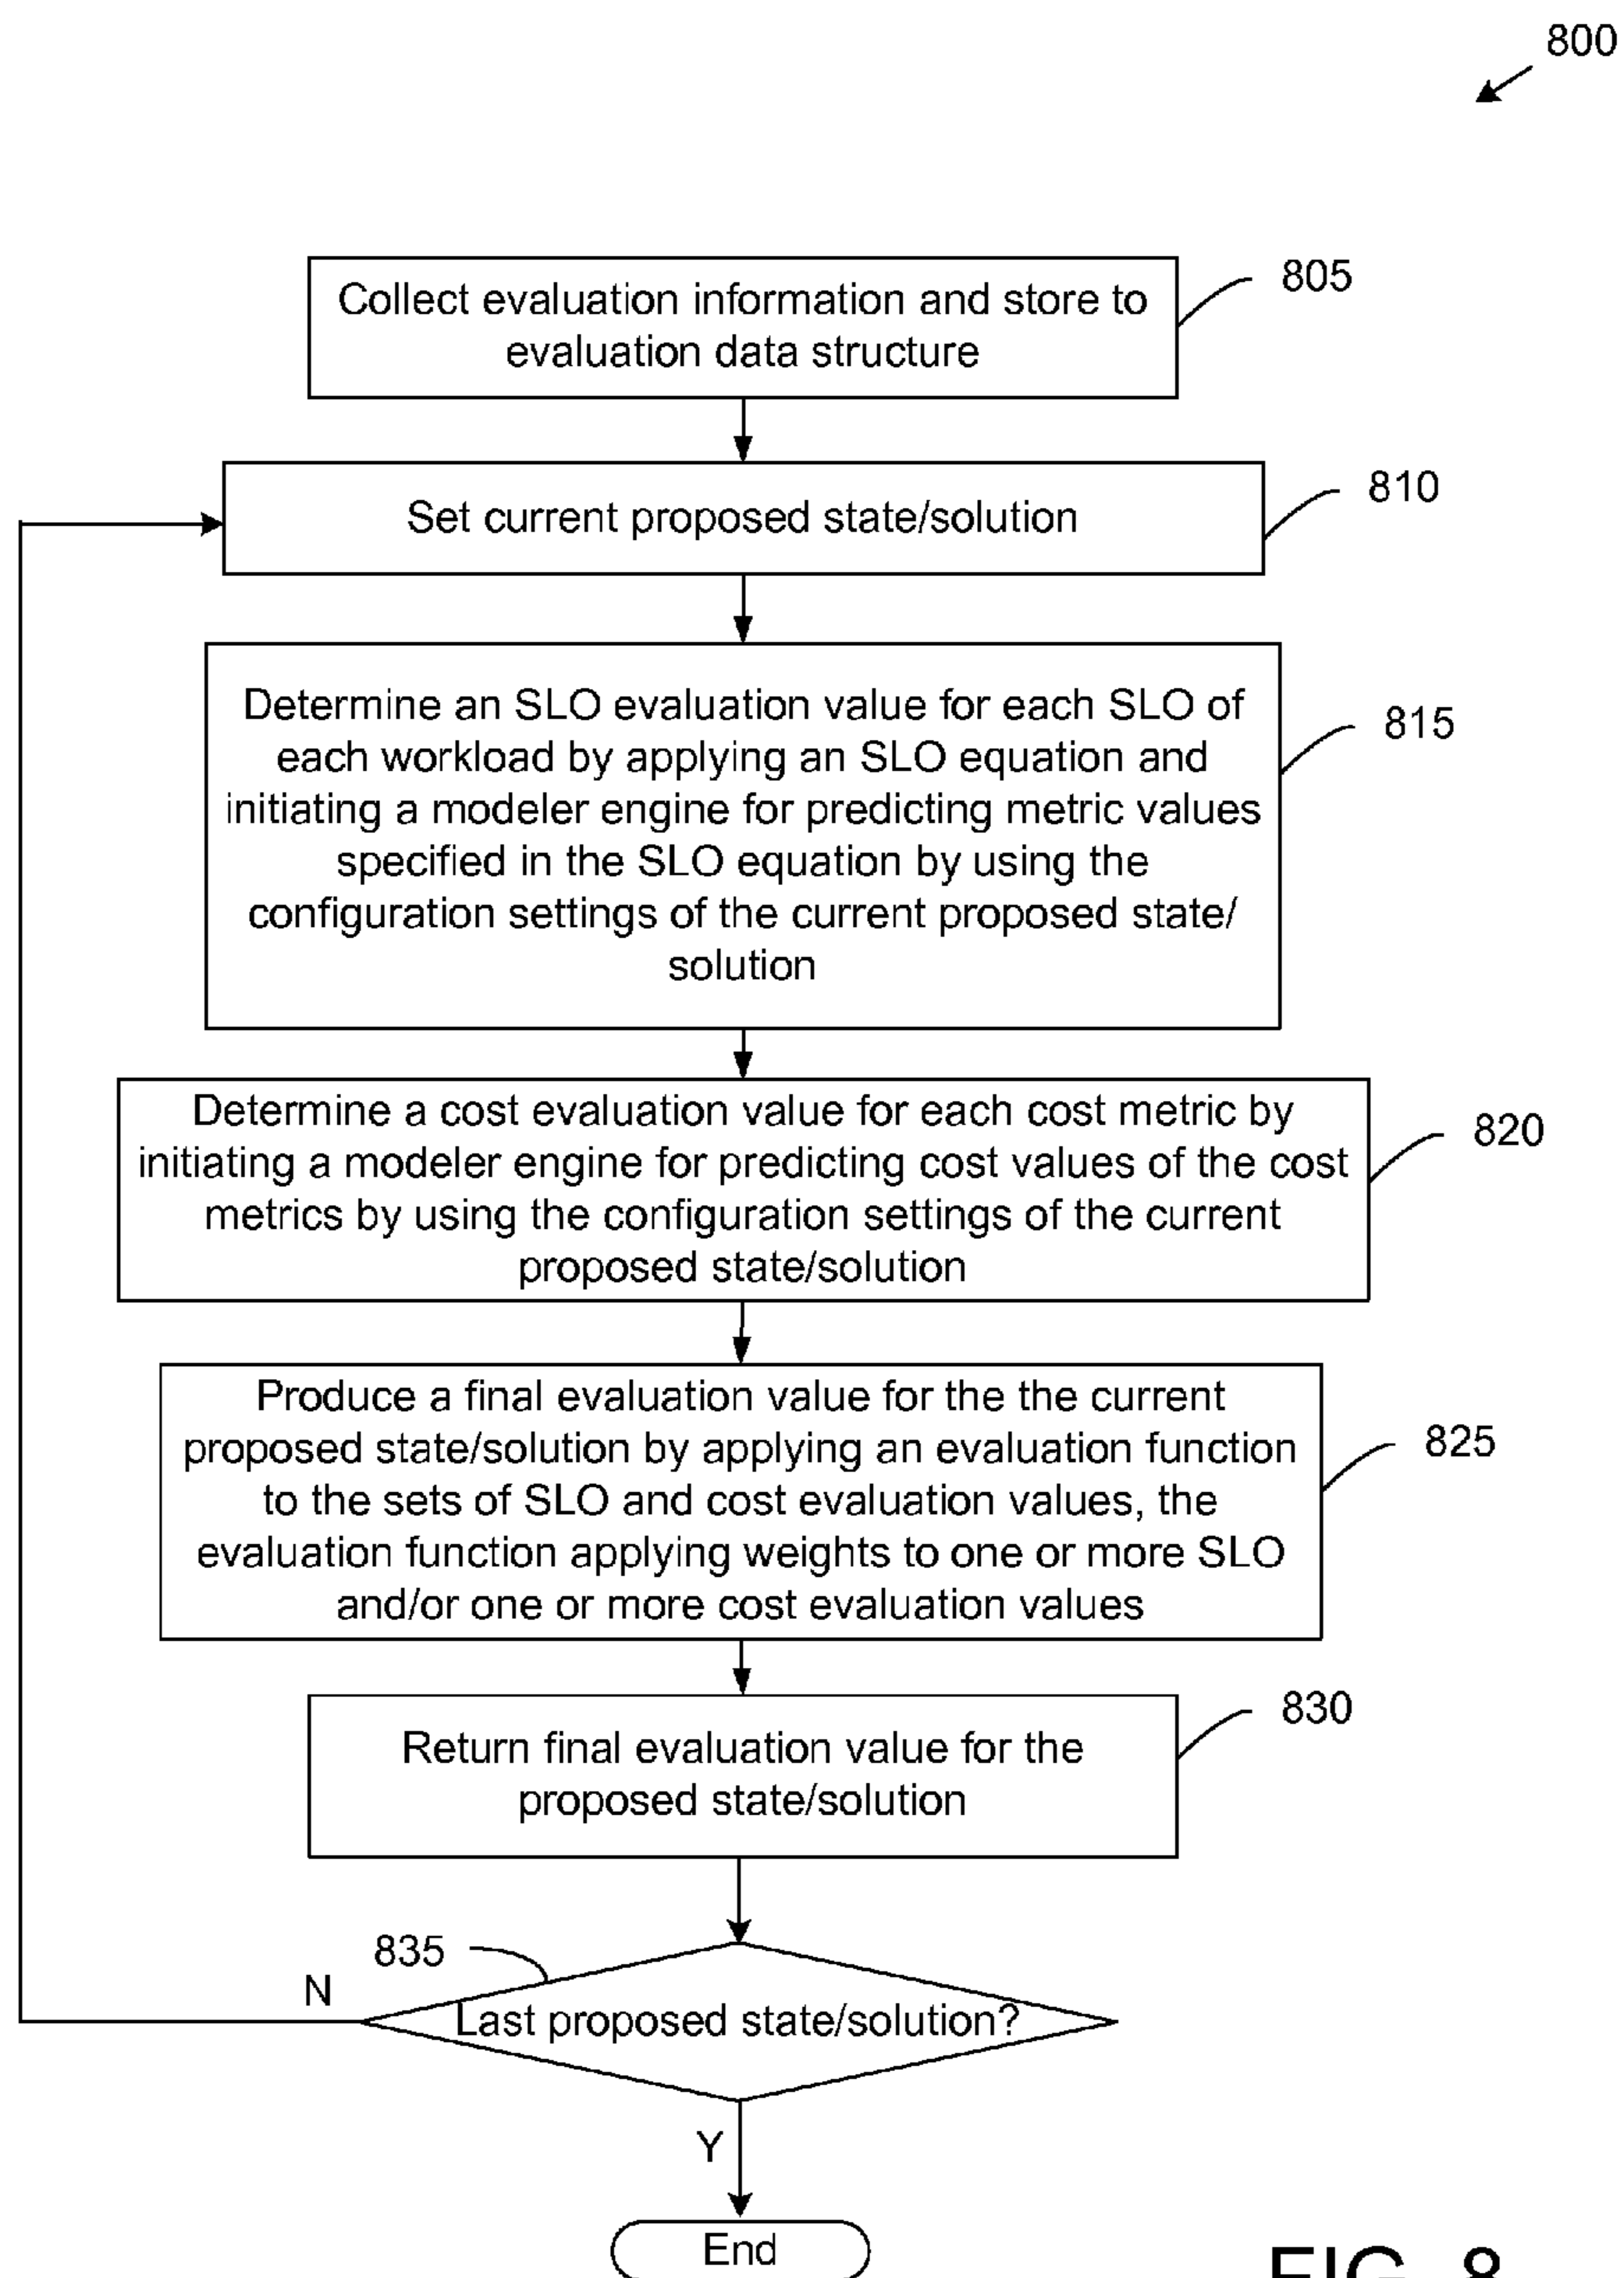 800
Collect evaluation information and store to
evaluation data structure
805
Set current proposed state/solution
810
Determine an SLO evaluation value for each SLO of
each workload by applying an SLO equation and
initiating a modeler engine for predicting metric values
specified in the SLO equation by using the
configuration settings of the current proposed state/
solution
815
Determine a cost evaluation value for each cost metric by
initiating a modeler engine for predicting cost values of the cost
metrics by using the configuration settings of the current
proposed state/solution
820
Produce a final evaluation value for the the current
proposed state/solution by applying an evaluation function
to the sets of SLO and cost evaluation values, the
evaluation function applying weights to one or more SLO
and/or one or more cost evaluation values
825
Return final evaluation value for the
proposed state/solution
830
835
N
Last proposed state/solution?
Y
End
FIG. 8